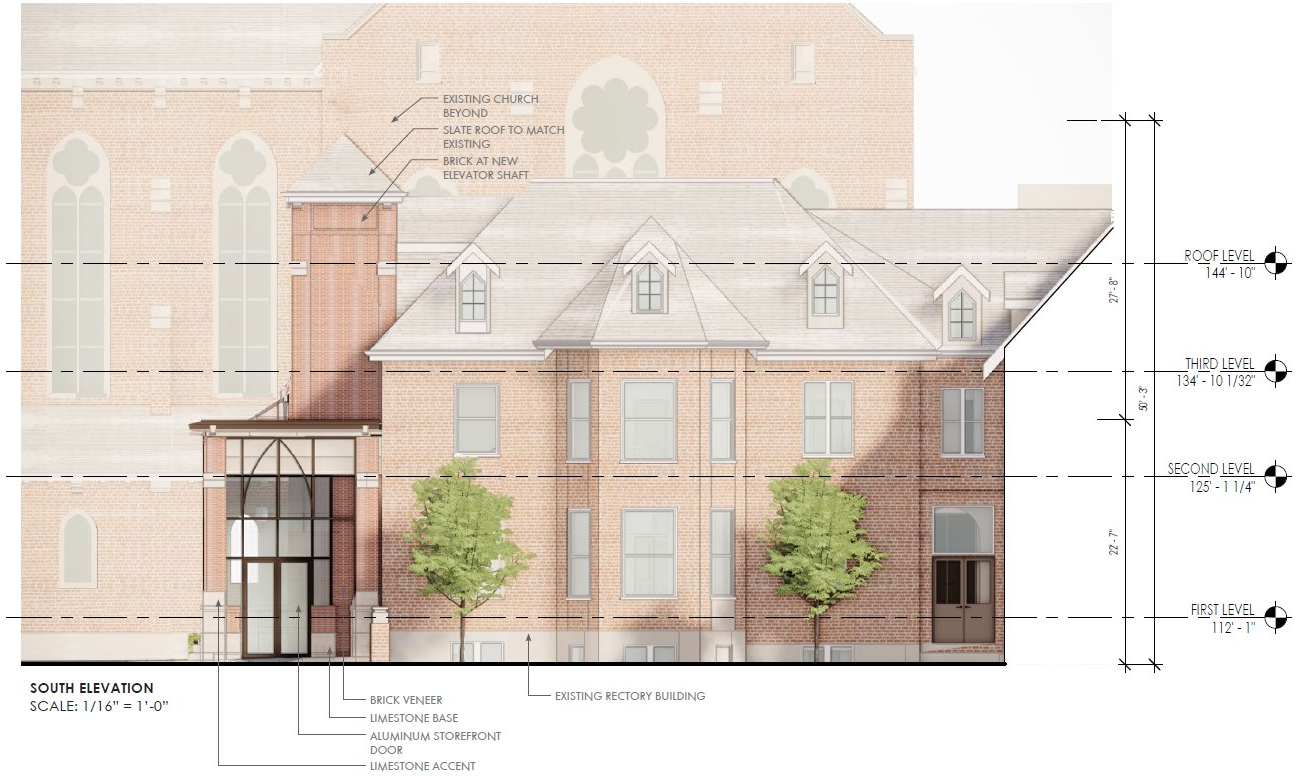 EXISTING CHURCH
BEYOND
SLATE ROOF TO MATCH
EXISTING
BRICK AT NEW
ELEVATOR SHAFT
ROOF LEVEL
144' - 10"
27' - 8"
THIRD LEVEL
134' - 10 1/32"
50' - 3"
SECOND LEVEL
125' - 1 1/4"
22' - 7"
FIRST LEVEL
112' - 1"
SOUTH ELEVATION
SCALE: 1/16” = 1’-0”
BRICK VENEER
LIMESTONE BASE
ALUMINUM STOREFRONT
DOOR
LIMESTONE ACCENT
EXISTING RECTORY BUILDING